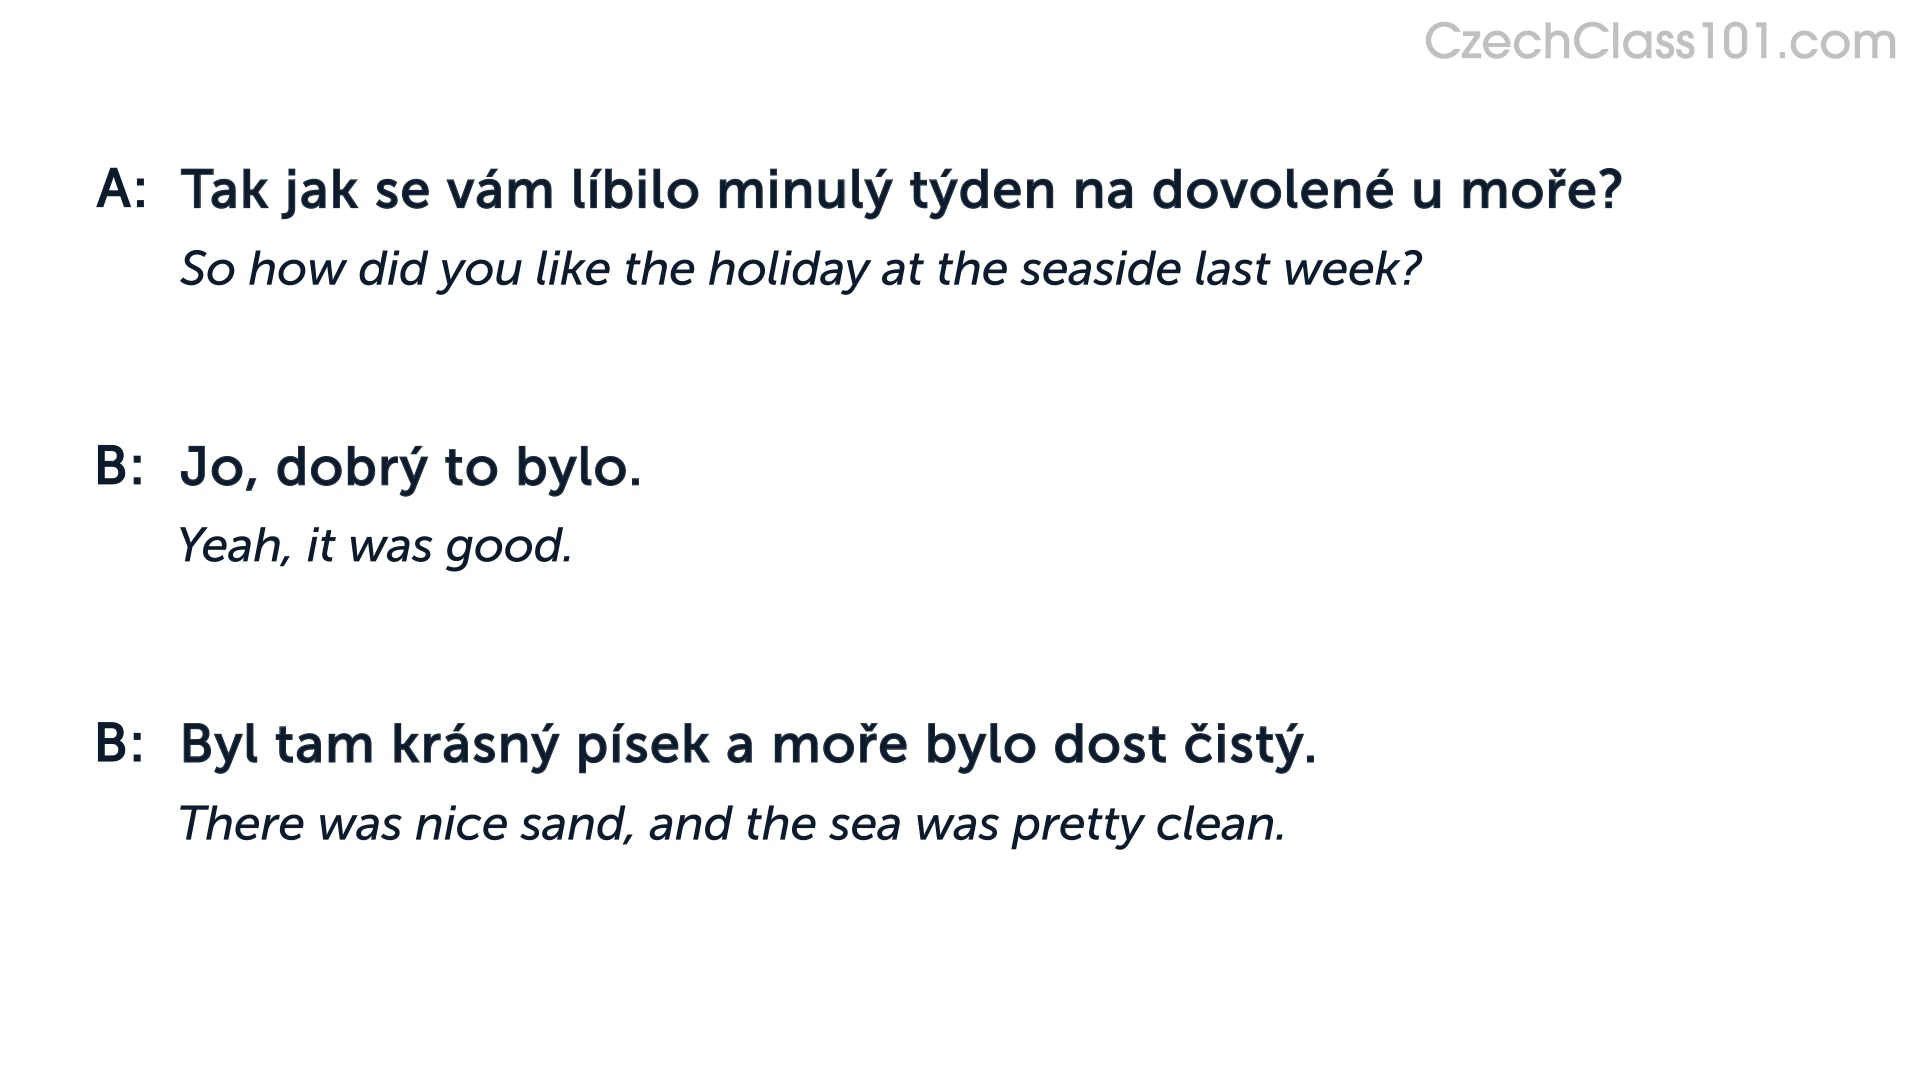 CzechClass101.com
A: Tak jak se vám líbilo minulý týden na dovolené u moře?
So how did you like the holiday at the seaside last week?
B: Jo, dobrý to bylo.
Yeah, it was good.
B: Byl tam krásný písek a moře bylo dost čistý.
There was nice sand, and the sea was pretty clean.